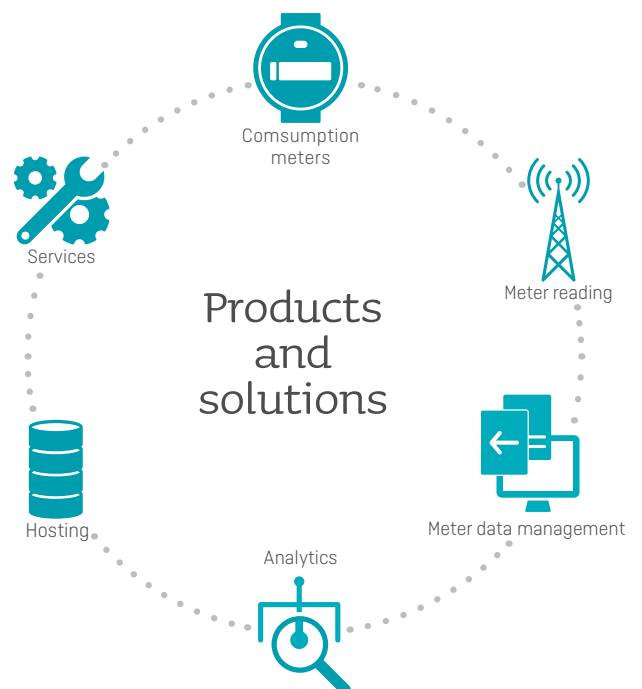 Comsumption
meters
Services
Meter reading
Products
and
solutions
Hosting
Meter data management
Analytics